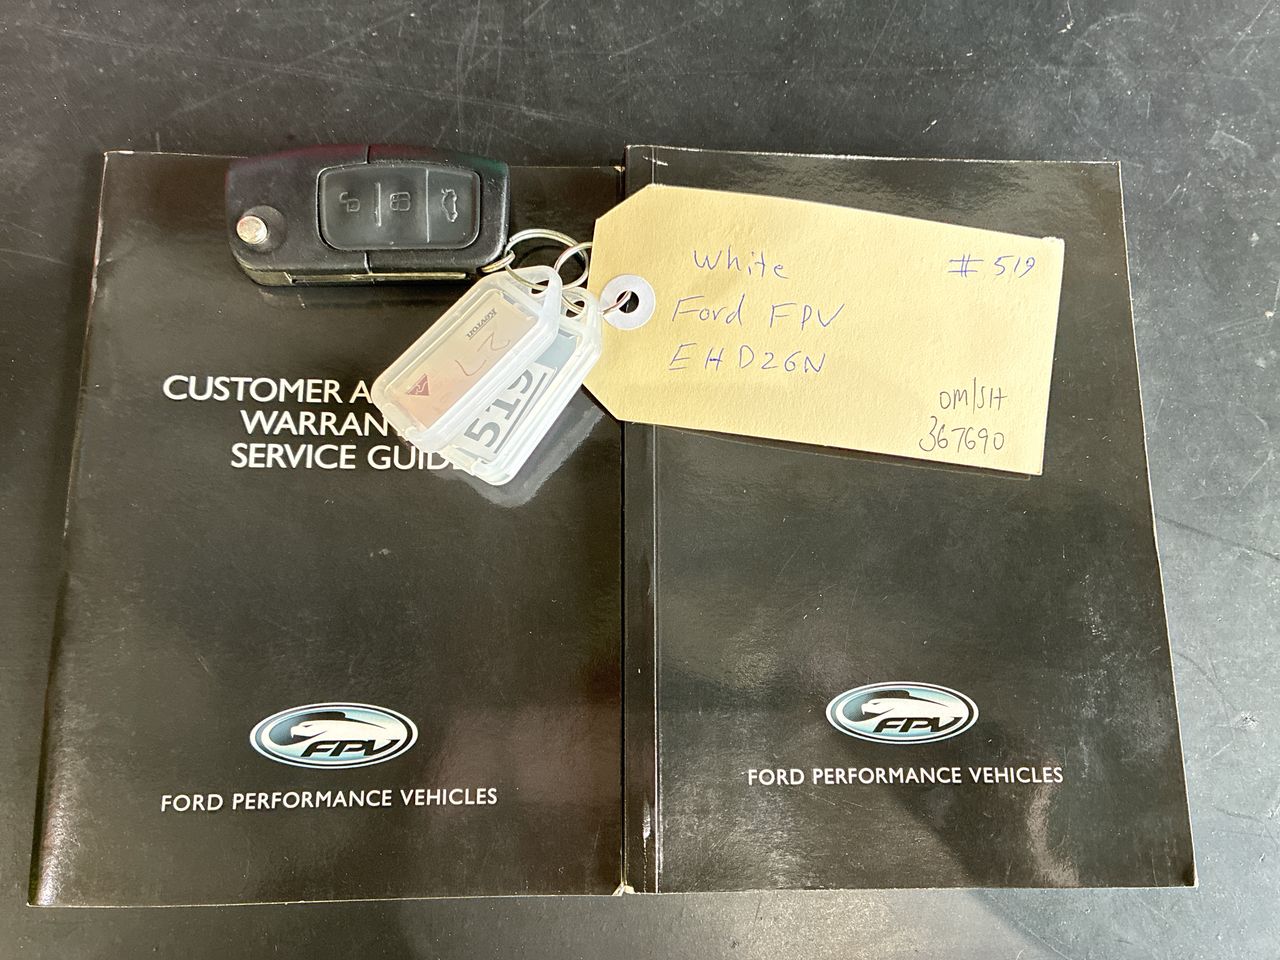 White
# 519
Ford FPV
EHD26N
OM/SH
367690
Kevron
27
519
CUSTOMER A
WARRAN
SERVICE GUIDE
FPV
FORD PERFORMANCE VEHICLES
FPV
FORD PERFORMANCE VEHICLES